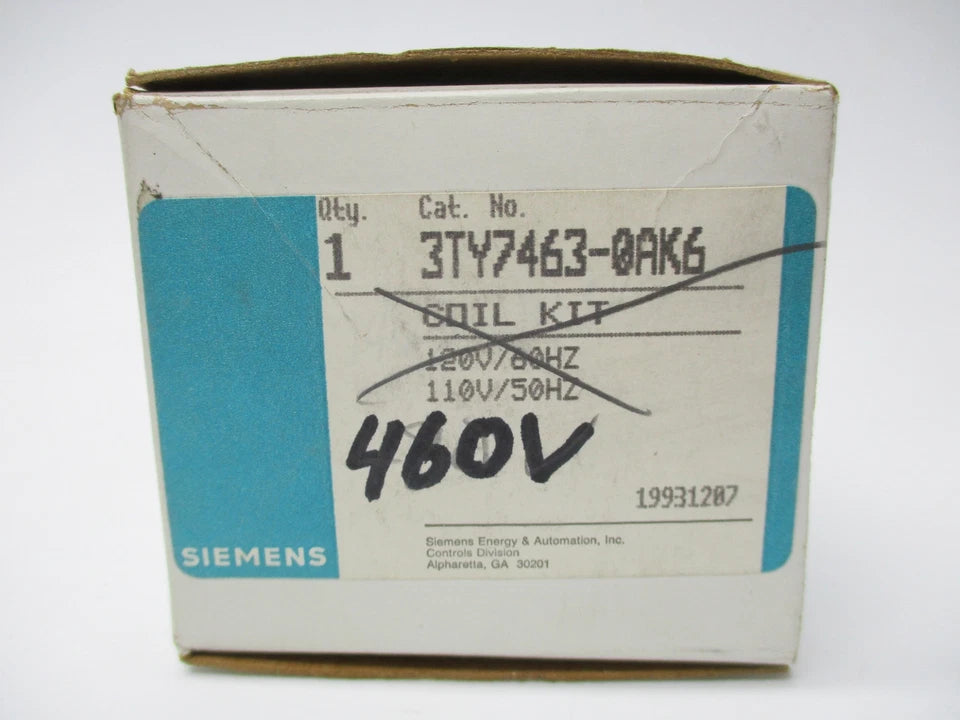 Qty. Cat. No.
1 3TY7463-0AK6
COIL KIT
120V/60HZ
110V/50HZ
460V
19931207
SIEMENS
Siemens Energy & Automation, Inc.
Controls Division
Alpharetta, GA 30201